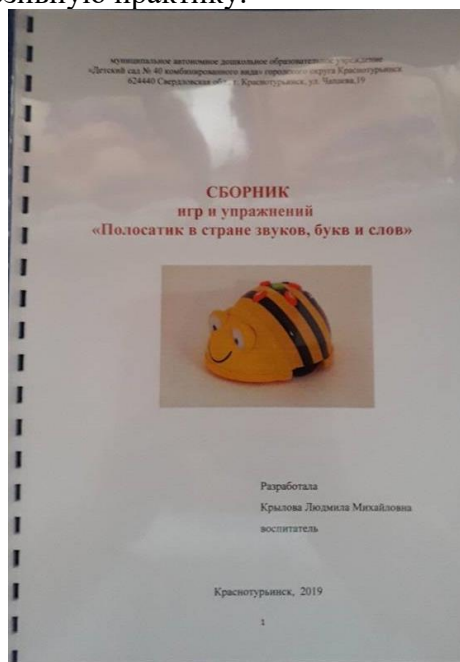 муниципальное автономное дошкольное образовательное учреждение
«Детский сад № 40 комбинированного вида» городского округа Краснотурьинск
624440 Свердловская обл., г. Краснотурьинск, ул. Чапаева,19
СБОРНИК
игр и упражнений
«Полосатик в стране звуков, букв и слов»
Разработала
Крылова Людмила Михайловна
воспитатель
Краснотурьинск, 2019
1